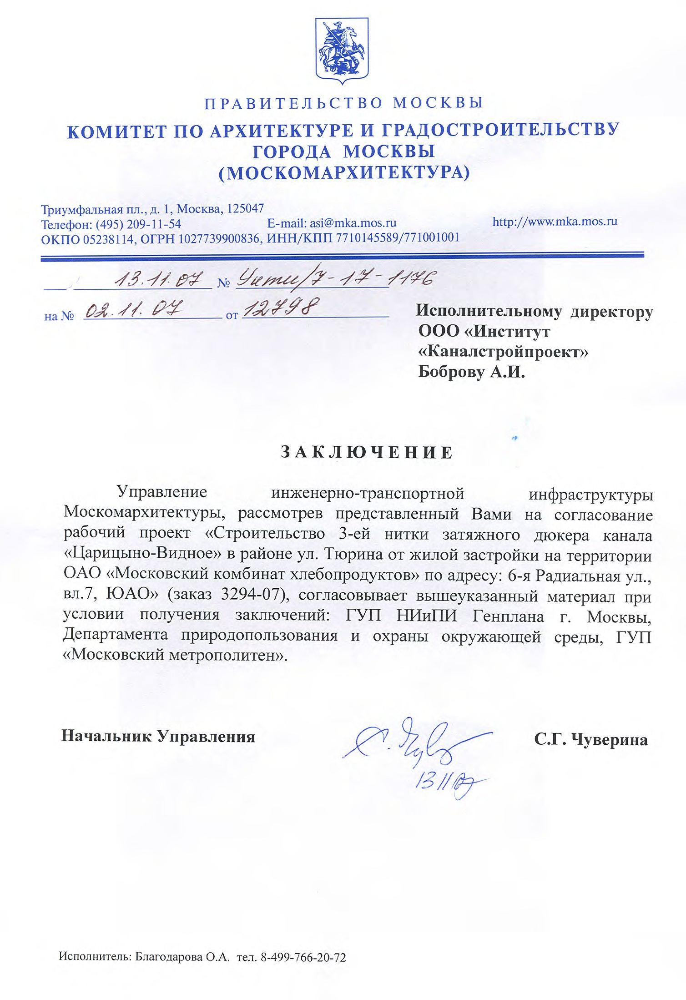 ПРАВИТЕЛЬСТВО МОСКВЫ
КОМИТЕТ ПО АРХИТЕКТУРЕ И ГРАДОСТРОИТЕЛЬСТВУ
ГОРОДА МОСКВЫ
(МОСКОМАРХИТЕКТУРА)
Триумфальная пл., д. 1, Москва, 125047
Телефон: (495) 209-11-54 E-mail: asi@mka.mos.ru http://www.mka.mos.ru
ОКПО 05238114, ОГРН 1027739900836, ИНН/КПП 7710145589/771001001
13.11.07 № Уити/7-17-1176
на № 02.11.07 от 12798
Исполнительному директору
ООО «Институт
«Каналстройпроект»
Боброву А.И.
ЗАКЛЮЧЕНИЕ
Управление инженерно-транспортной инфраструктуры
Москомархитектуры, рассмотрев представленный Вами на согласование
рабочий проект «Строительство 3-ей нитки затяжного дюкера канала
«Царицыно-Видное» в районе ул. Тюрина от жилой застройки на территории
ОАО «Московский комбинат хлебопродуктов» по адресу: 6-я Радиальная ул.,
вл.7, ЮАО» (заказ 3294-07), согласовывает вышеуказанный материал при
условии получения заключений: ГУП НИиПИ Генплана г. Москвы,
Департамента природопользования и охраны окружающей среды, ГУП
«Московский метрополитен».
Начальник Управления С.Г. Чуверина
13 11 07
Исполнитель: Благодарова О.А. тел. 8-499-766-20-72